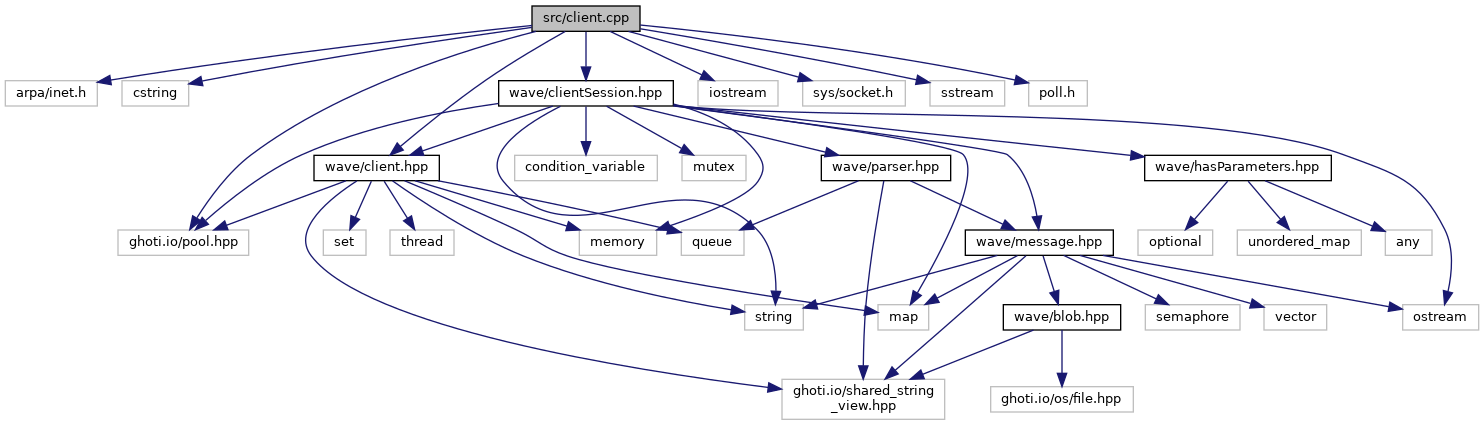 src/client.cpp
arpa/inet.h
cstring
wave/clientSession.hpp
iostream
sys/socket.h
sstream
poll.h
wave/client.hpp
condition_variable
mutex
wave/parser.hpp
wave/hasParameters.hpp
ghoti.io/pool.hpp
set
thread
memory
queue
wave/message.hpp
optional
unordered_map
any
string
map
wave/blob.hpp
semaphore
vector
ostream
ghoti.io/shared_string
_view.hpp
ghoti.io/os/file.hpp